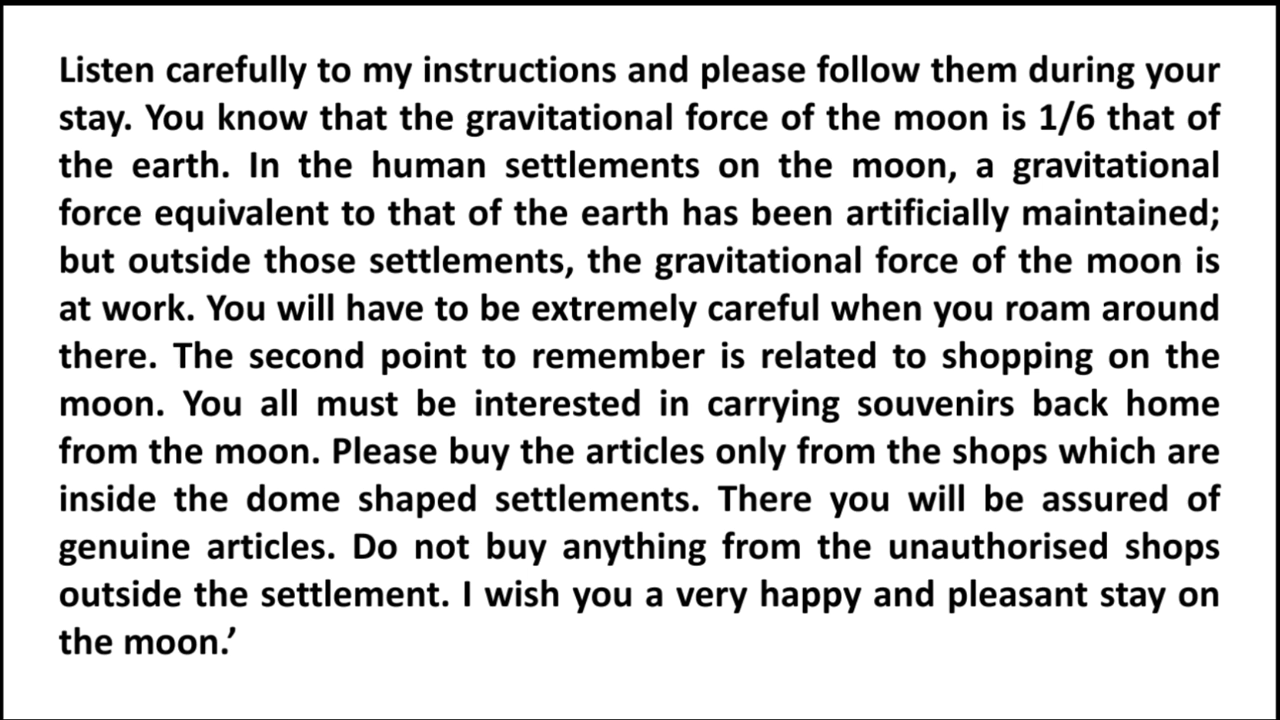 Listen carefully to my instructions and please follow them during your
stay. You know that the gravitational force of the moon is 1/6 that of
the earth. In the human settlements on the moon, a gravitational
force equivalent to that of the earth has been artificially maintained;
but outside those settlements, the gravitational force of the moon is
at work. You will have to be extremely careful when you roam around
there. The second point to remember is related to shopping on the
moon. You all must be interested in carrying souvenirs back home
from the moon. Please buy the articles only from the shops which are
inside the dome shaped settlements. There you will be assured of
genuine articles. Do not buy anything from the unauthorised shops
outside the settlement. I wish you a very happy and pleasant stay on
the moon.’